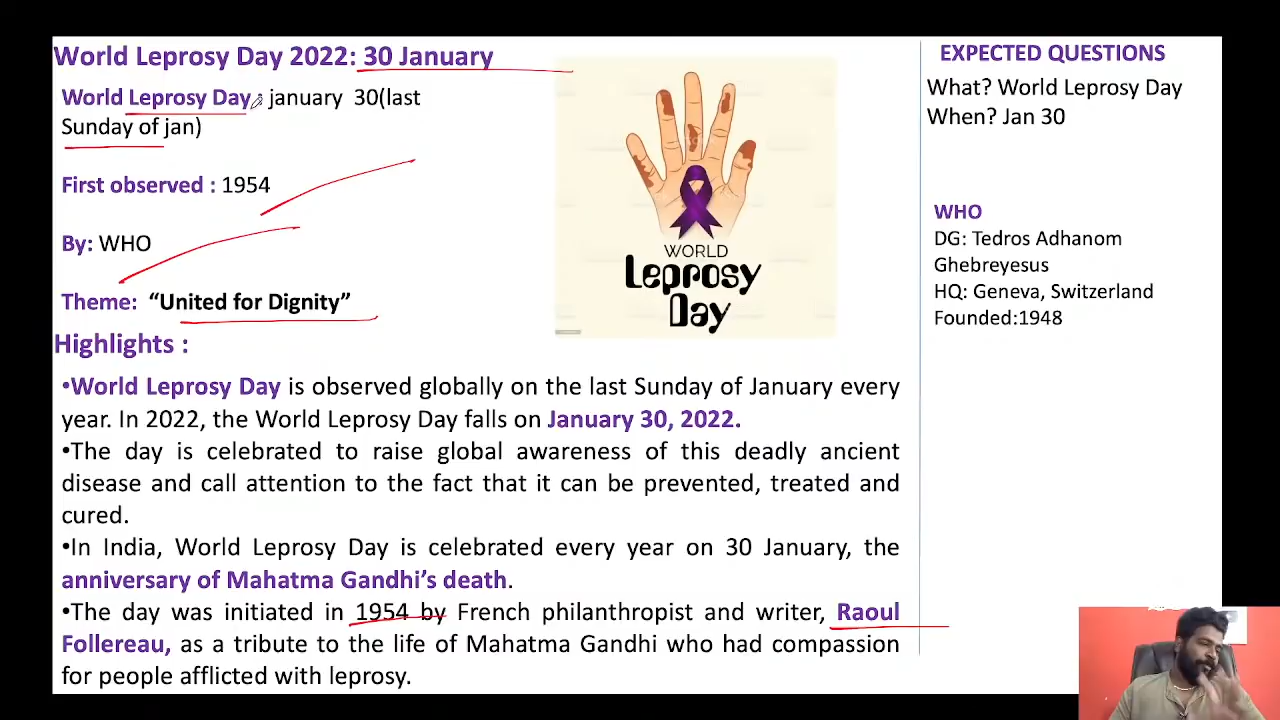 World Leprosy Day 2022: 30 January
World Leprosy Day, january 30(last
Sunday of jan)
First observed : 1954
By: WHO
Theme: “United for Dignity”
WORLD
Leprosy
Day
Highlights :
•World Leprosy Day is observed globally on the last Sunday of January every
year. In 2022, the World Leprosy Day falls on January 30, 2022.
•The day is celebrated to raise global awareness of this deadly ancient
disease and call attention to the fact that it can be prevented, treated and
cured.
•In India, World Leprosy Day is celebrated every year on 30 January, the
anniversary of Mahatma Gandhi’s death.
•The day was initiated in 1954 by French philanthropist and writer, Raoul
Follereau, as a tribute to the life of Mahatma Gandhi who had compassion
for people afflicted with leprosy.
EXPECTED QUESTIONS
What? World Leprosy Day
When? Jan 30
WHO
DG: Tedros Adhanom
Ghebreyesus
HQ: Geneva, Switzerland
Founded:1948